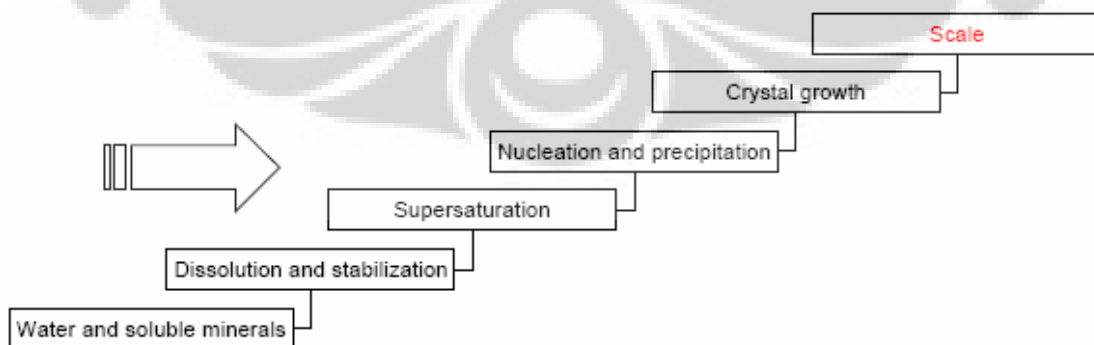 Scale
Crystal growth
Nucleation and precipitation
Supersaturation
Dissolution and stabilization
Water and soluble minerals